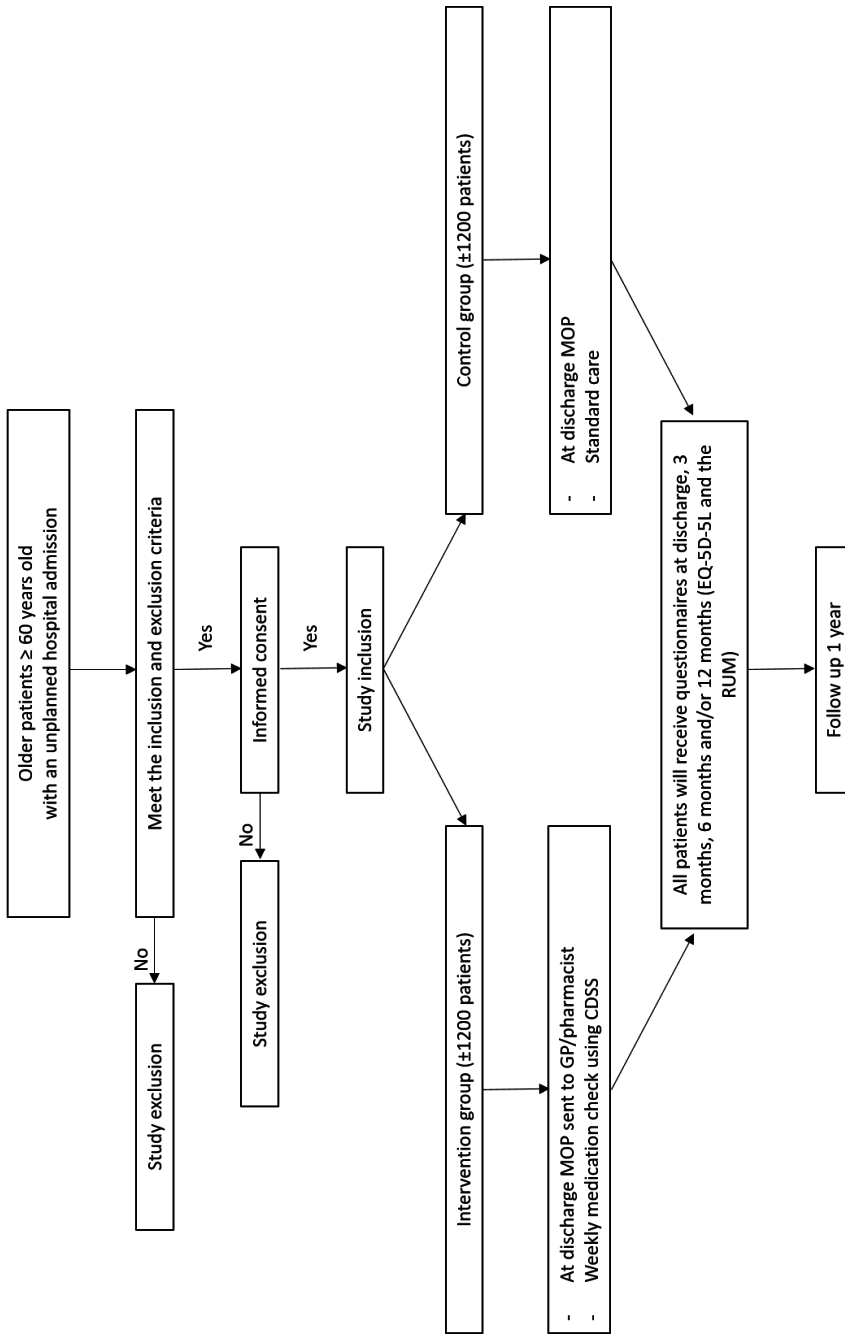 Older patients ≥ 60 years old
with an unplanned hospital admission
Meet the inclusion and exclusion criteria
No
Study exclusion
Yes
Informed consent
No
Study exclusion
Yes
Study inclusion
Intervention group (±1200 patients)
Control group (±1200 patients)
- At discharge MOP sent to GP/pharmacist
- Weekly medication check using CDSS
- At discharge MOP
- Standard care
All patients will receive questionnaires at discharge, 3
months, 6 months and/or 12 months (EQ-5D-5L and the
RUM)
Follow up 1 year